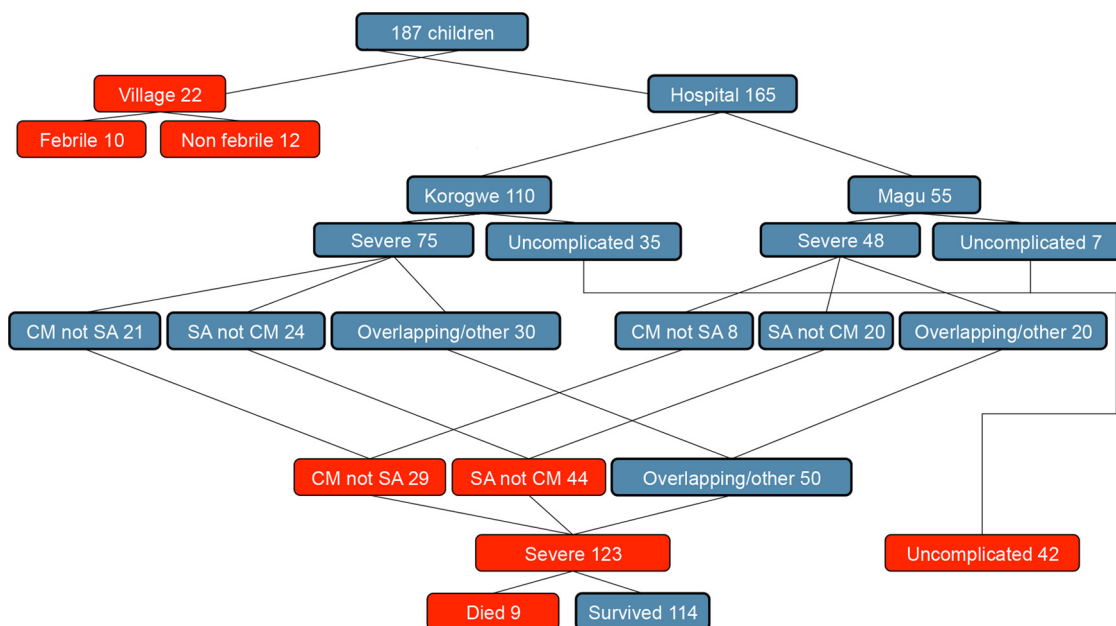 187 children
Village 22
Hospital 165
Febrile 10
Non febrile 12
Korogwe 110
Magu 55
Severe 75
Uncomplicated 35
Severe 48
Uncomplicated 7
CM not SA 21
SA not CM 24
Overlapping/other 30
CM not SA 8
SA not CM 20
Overlapping/other 20
CM not SA 29
SA not CM 44
Overlapping/other 50
Severe 123
Uncomplicated 42
Died 9
Survived 114